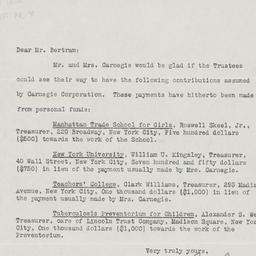 Dear Mr. Bertram:
Mr. and Mrs. Carnegie would be glad if the Trustees
could see their way to have the following contributions assumed
by Carnegie Corporation. These payments have hitherto been made
from personal funds:
Manhattan Trade School for Girls, Roswell Skeel, Jr.,
Treasurer, 220 Broadway, New York City, Five hundred dollars
($500) towards the work of the School.
New York University, William U. Kingsley, Treasurer,
40 Wall Street, New York City, Seven hundred and fifty dollars
($750) in lieu of the payment usually made by Mrs. Carnegie.
Teachers' College, Clark Williams, Treasurer, 293 Madis
Avenue, New York City, One thousand dollars ($1,000) in lieu of
the payment usually made by Mrs. Carnegie.
Tuberculosis Preventorium for Children, Alexander S. We
Treasurer, care of Lincoln Trust Company, Madison Square, New Yor
City, One thousand dollars ($1,000) towards the work of the
Preventorium.
Very truly yours,